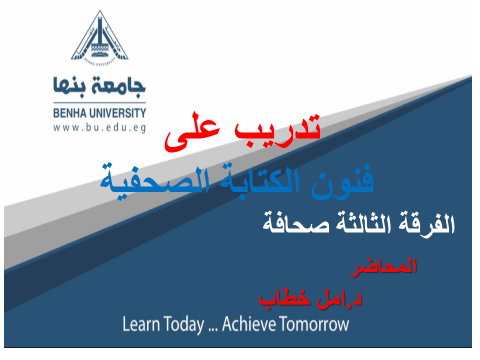 جامعة بنها
BENHA UNIVERSITY
www.bu.edu.eg
تدريب على
فنون الكتابة الصحفية
الفرقة الثالثة صحافة
المحاضر
د.امل خطاب
Learn Today ... Achieve Tomorrow